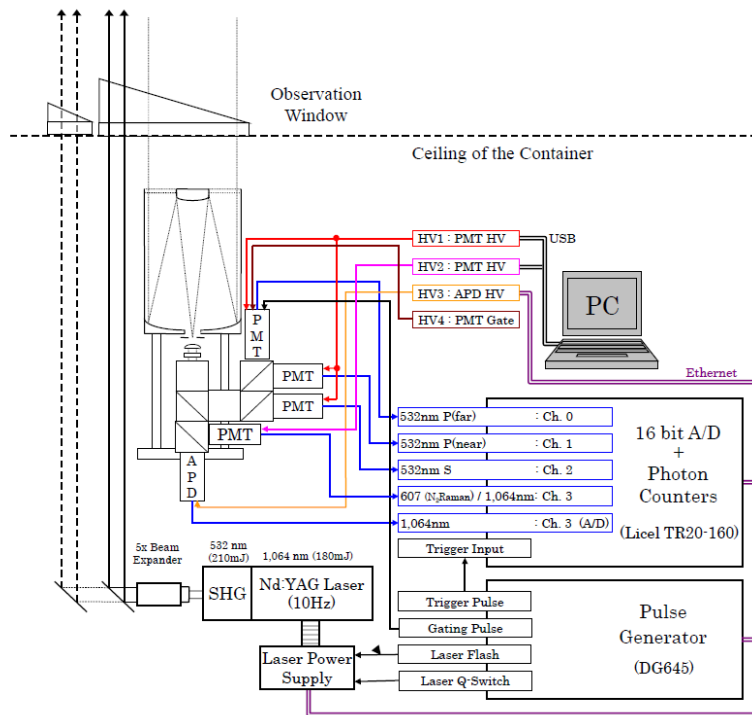 Observation
Window
Ceiling of the Container
HV1 : PMT HV
USB
HV2 : PMT HV
HV3 : APD HV
HV4 : PMT Gate
PC
Ethernet
PMT
PMT
PMT
PMT
APD
532nm P(far) : Ch. 0
532nm P(near) : Ch. 1
532nm S : Ch. 2
607 (N₂Raman) / 1,064nm: Ch. 3
1,064nm : Ch. 3 (A/D)
16 bit A/D
+
Photon
Counters
(Licel TR20-160)
Trigger Input
5x Beam
Expander
532 nm
(210mJ)
1,064 nm (180mJ)
SHG
Nd:YAG Laser
(10Hz)
Laser Power
Supply
Trigger Pulse
Gating Pulse
Laser Flash
Laser Q-Switch
Pulse
Generator
(DG645)